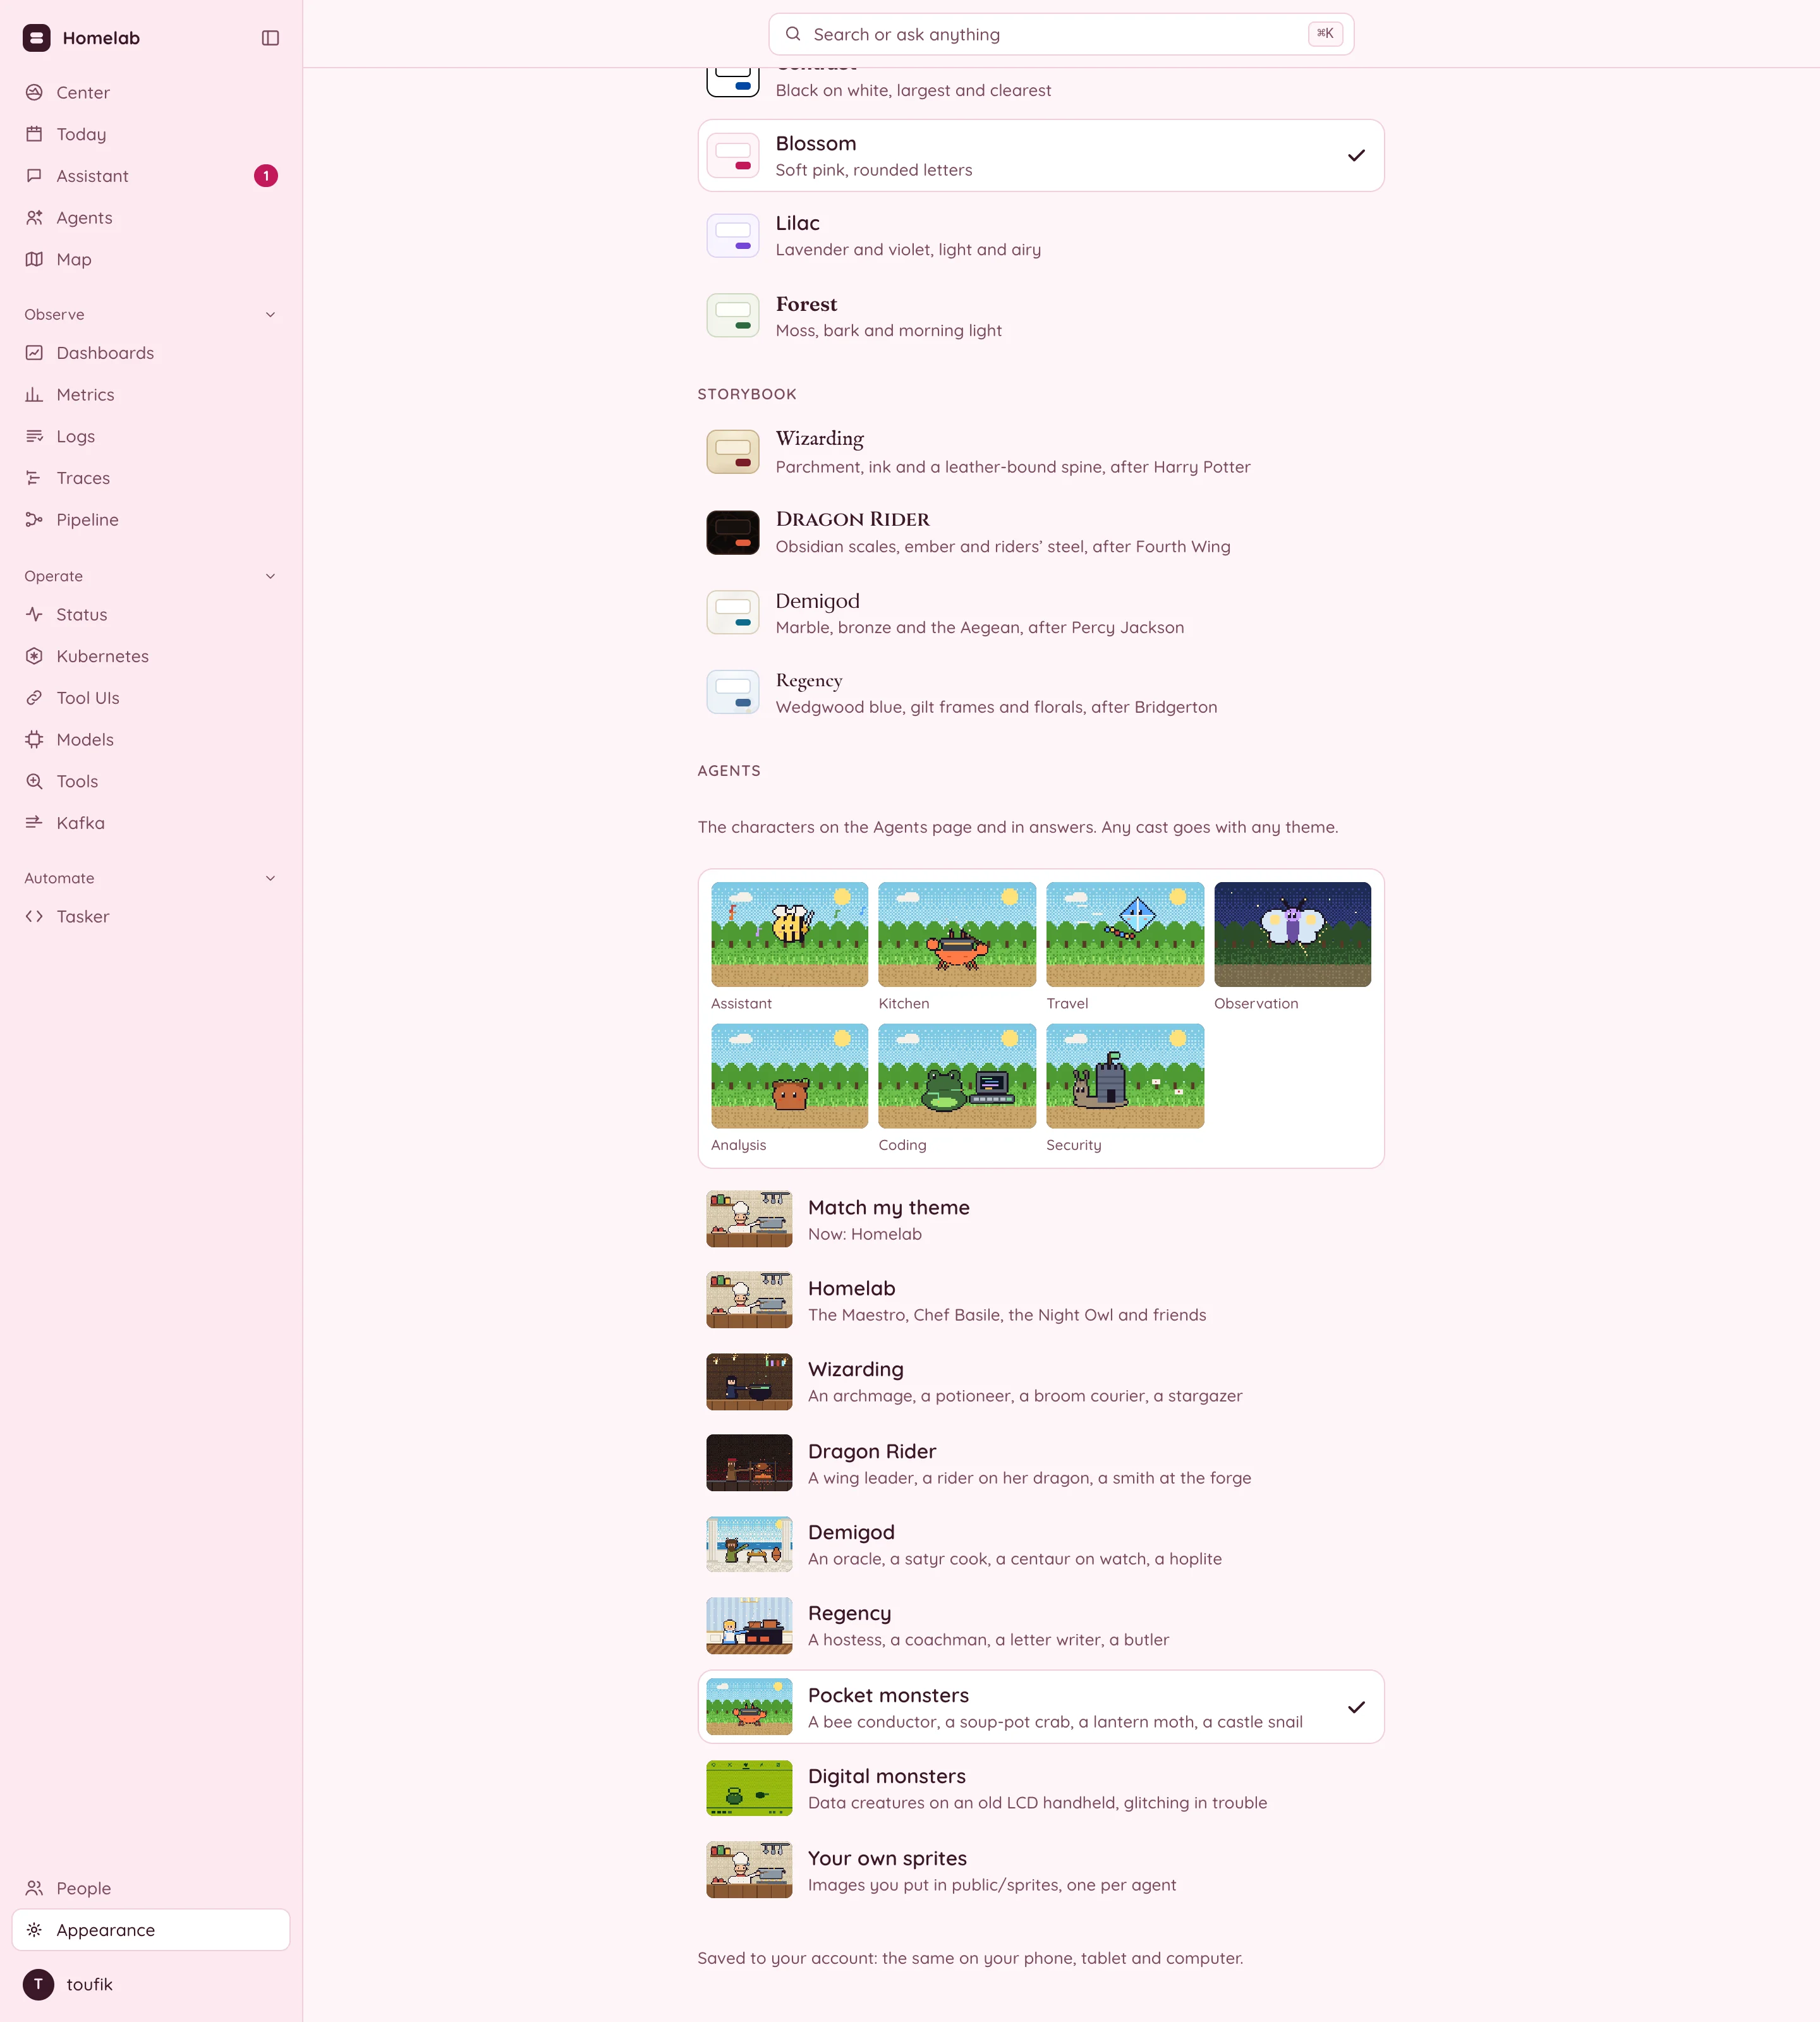 Homelab
Search or ask anything
⌘K
Center
Today
Assistant
1
Agents
Map
Observe
Dashboards
Metrics
Logs
Traces
Pipeline
Operate
Status
Kubernetes
Tool UIs
Models
Tools
Kafka
Automate
Tasker
People
Appearance
T
toufik
Black on white, largest and clearest
Blossom
Soft pink, rounded letters
Lilac
Lavender and violet, light and airy
Forest
Moss, bark and morning light
STORYBOOK
Wizarding
Parchment, ink and a leather-bound spine, after Harry Potter
Dragon Rider
Obsidian scales, ember and riders’ steel, after Fourth Wing
Demigod
Marble, bronze and the Aegean, after Percy Jackson
Regency
Wedgwood blue, gilt frames and florals, after Bridgerton
AGENTS
The characters on the Agents page and in answers. Any cast goes with any theme.
Assistant
Kitchen
Travel
Observation
Analysis
Coding
Security
Match my theme
Now: Homelab
Homelab
The Maestro, Chef Basile, the Night Owl and friends
Wizarding
An archmage, a potioneer, a broom courier, a stargazer
Dragon Rider
A wing leader, a rider on her dragon, a smith at the forge
Demigod
An oracle, a satyr cook, a centaur on watch, a hoplite
Regency
A hostess, a coachman, a letter writer, a butler
Pocket monsters
A bee conductor, a soup-pot crab, a lantern moth, a castle snail
Digital monsters
Data creatures on an old LCD handheld, glitching in trouble
Your own sprites
Images you put in public/sprites, one per agent
Saved to your account: the same on your phone, tablet and computer.